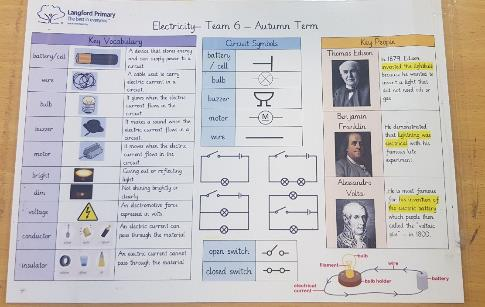 Langford Primary
The best in everyone
Electricity- Team 6 - Autumn Term
Key Vocabulary
battery/cell
A device that stores energy
and can supply power to a
circuit.
wire
A cable used to carry
electric current in a
circuit.
bulb
It glows when the electric
current flows in the
circuit.
buzzer
It makes a sound when the
electric current flows in a
circuit.
motor
It moves when the electric
current flows in the
circuit.
bright
Giving out or reflecting
light
dim
Not shining brightly or
clearly
voltage
An electromotive force
expressed in volts
conductor
An electric current can
pass through the material
insulator
An electric current cannot
pass through the material
Circuit Symbols
battery
/ cell
bulb
buzzer
motor
M
wire
open switch
closed switch
Key People
Thomas Edison
In 1879, Edison
invented the lightbulb
because he wanted to
invent a light that
did not need oil or
gas
Benjamin
Franklin
He demonstrated
that lightning was
electrical with his
famous kite
experiment.
Alessandro
Volta
He is most famous
for his invention of
the electric battery
which people then
called the "voltaic
pile" - in 1800.
bulb
wire
filament
bulb holder
battery
electrical
current